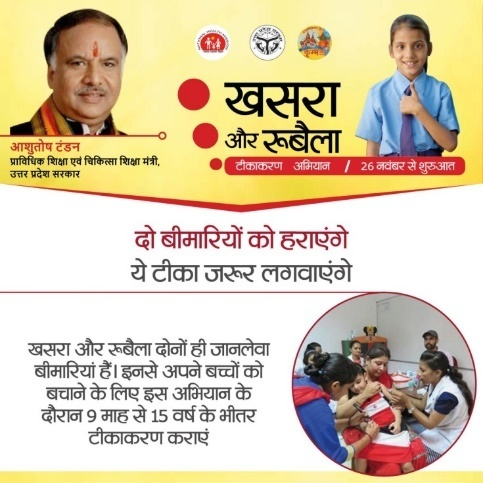 आशुतोष टंडन
प्राविधिक शिक्षा एवं चिकित्सा शिक्षा मंत्री,
उत्तर प्रदेश सरकार
खसरा
और रूबैला
टीकाकरण अभियान / 26 नवंबर से शुरुआत
दो बीमारियों को हराएंगे
ये टीका जरूर लगवाएंगे
खसरा और रूबैला दोनों ही जानलेवा
बीमारियां हैं। इनसे अपने बच्चों को
बचाने के लिए इस अभियान के
दौरान 9 माह से 15 वर्ष के भीतर
टीकाकरण कराएं